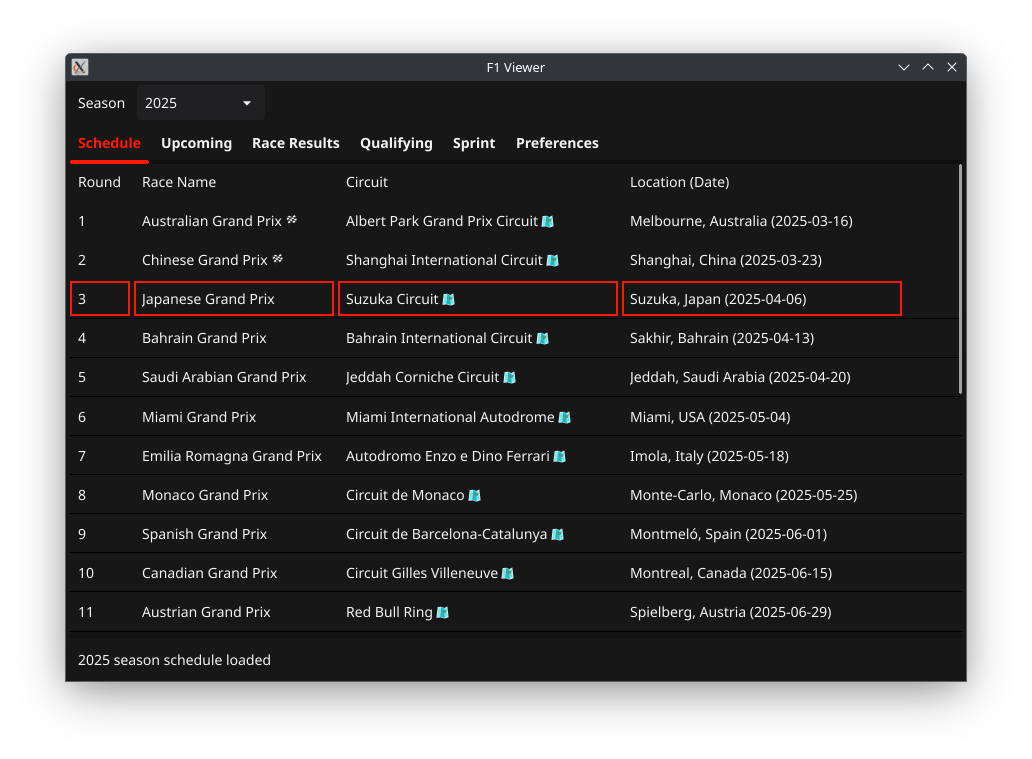 F1 Viewer
Season 2025
Schedule Upcoming Race Results Qualifying Sprint Preferences
Round Race Name Circuit Location (Date)
1 Australian Grand Prix Albert Park Grand Prix Circuit Melbourne, Australia (2025-03-16)
2 Chinese Grand Prix Shanghai International Circuit Shanghai, China (2025-03-23)
3 Japanese Grand Prix Suzuka Circuit Suzuka, Japan (2025-04-06)
4 Bahrain Grand Prix Bahrain International Circuit Sakhir, Bahrain (2025-04-13)
5 Saudi Arabian Grand Prix Jeddah Corniche Circuit Jeddah, Saudi Arabia (2025-04-20)
6 Miami Grand Prix Miami International Autodrome Miami, USA (2025-05-04)
7 Emilia Romagna Grand Prix Autodromo Enzo e Dino Ferrari Imola, Italy (2025-05-18)
8 Monaco Grand Prix Circuit de Monaco Monte-Carlo, Monaco (2025-05-25)
9 Spanish Grand Prix Circuit de Barcelona-Catalunya Montmeló, Spain (2025-06-01)
10 Canadian Grand Prix Circuit Gilles Villeneuve Montreal, Canada (2025-06-15)
11 Austrian Grand Prix Red Bull Ring Spielberg, Austria (2025-06-29)
2025 season schedule loaded